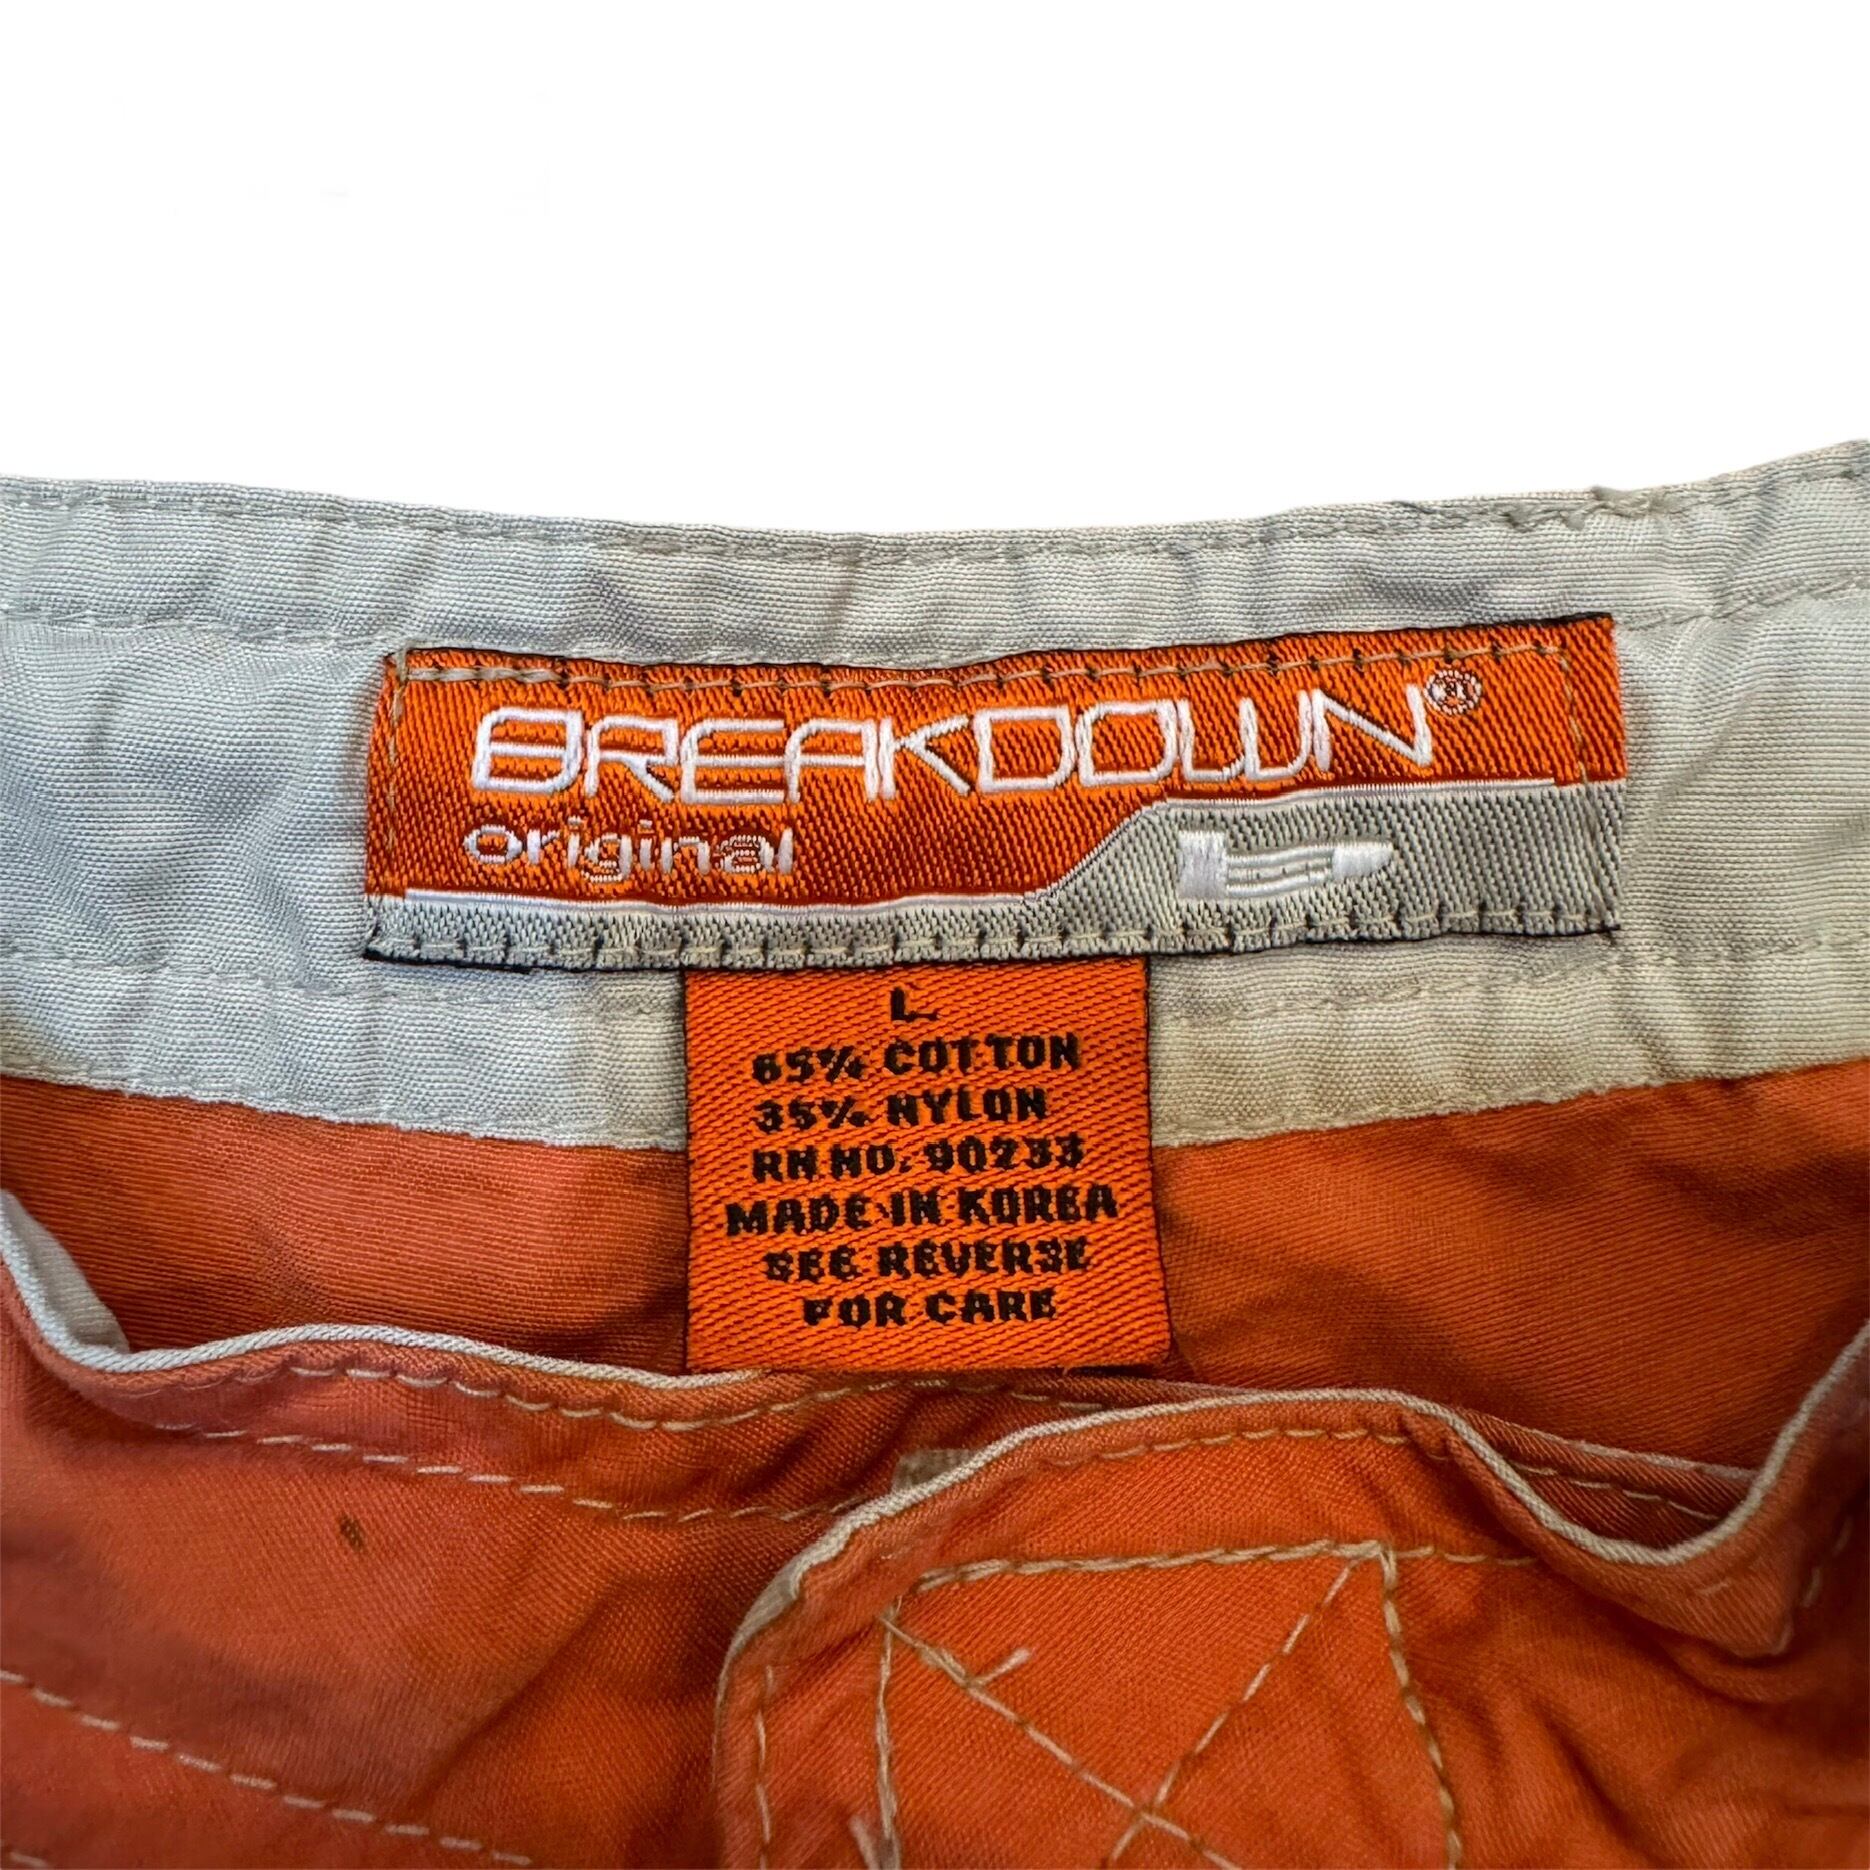 BREAKDOWN®
original
L
65% COTTON
35% NYLON
RN NO. 90233
MADE IN KOREA
SEE REVERSE
FOR CARE